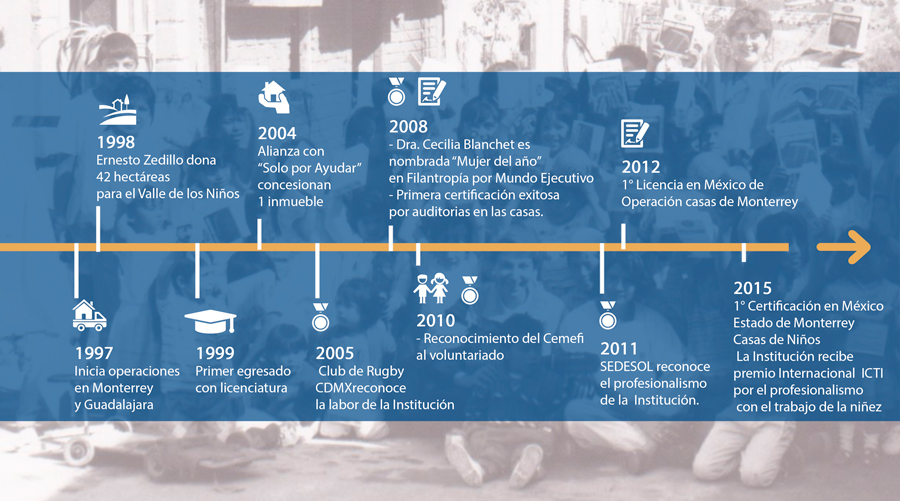 1998
Ernesto Zedillo dona
42 hectáreas
para el Valle de los Niños
2004
Alianza con
“Solo por Ayudar”
concesionan
1 inmueble
2008
- Dra. Cecilia Blanchet es
nombrada “Mujer del año”
en Filantropía por Mundo Ejecutivo
- Primera certificación exitosa
por auditorias en las casas.
2012
1° Licencia en México de
Operación casas de Monterrey
1997
Inicia operaciones
en Monterrey
y Guadalajara
1999
Primer egresado
con licenciatura
2005
Club de Rugby
CDMXreconoce
la labor de la Institución
2010
- Reconocimiento del Cemefi
al voluntariado
2011
SEDESOL reconoce
el profesionalismo
de la Institución.
2015
1° Certificación en México
Estado de Monterrey
Casas de Niños
La Institución recibe
premio Internacional ICTI
por el profesionalismo
con el trabajo de la niñez